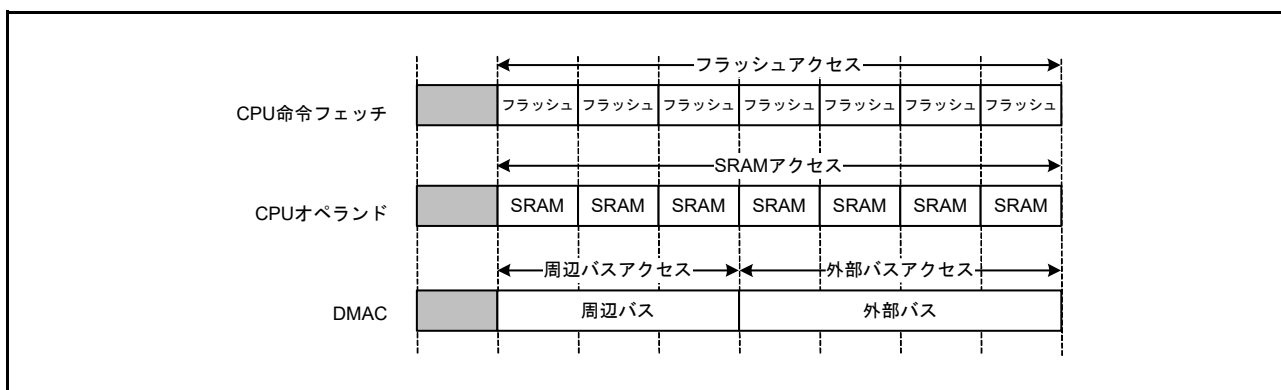 フラッシュアクセス
CPU命令フェッチ
フラッシュ フラッシュ フラッシュ フラッシュ フラッシュ フラッシュ フラッシュ
SRAMアクセス
CPUオペランド
SRAM SRAM SRAM SRAM SRAM SRAM SRAM
周辺バスアクセス 外部バスアクセス
DMAC
周辺バス 外部バス